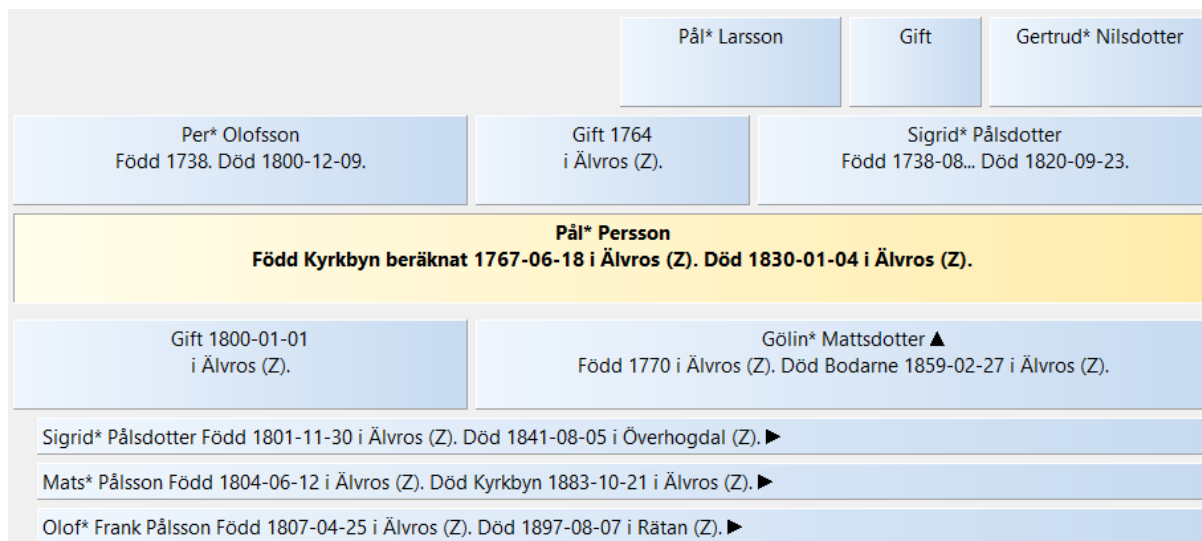 Pål* Larsson
Gift
Gertrud* Nilsdotter
Per* Olofsson
Född 1738. Död 1800-12-09.
Gift 1764
i Älvros (Z).
Sigrid* Pålsdotter
Född 1738-08... Död 1820-09-23.
Pål* Persson
Född Kyrkbyn beräknat 1767-06-18 i Älvros (Z). Död 1830-01-04 i Älvros (Z).
Gift 1800-01-01
i Älvros (Z).
Gölin* Mattsdotter ▲
Född 1770 i Älvros (Z). Död Bodarne 1859-02-27 i Älvros (Z).
Sigrid* Pålsdotter Född 1801-11-30 i Älvros (Z). Död 1841-08-05 i Överhogdal (Z). ▶
Mats* Pålsson Född 1804-06-12 i Älvros (Z). Död Kyrkbyn 1883-10-21 i Älvros (Z). ▶
Olof* Frank Pålsson Född 1807-04-25 i Älvros (Z). Död 1897-08-07 i Rätan (Z). ▶